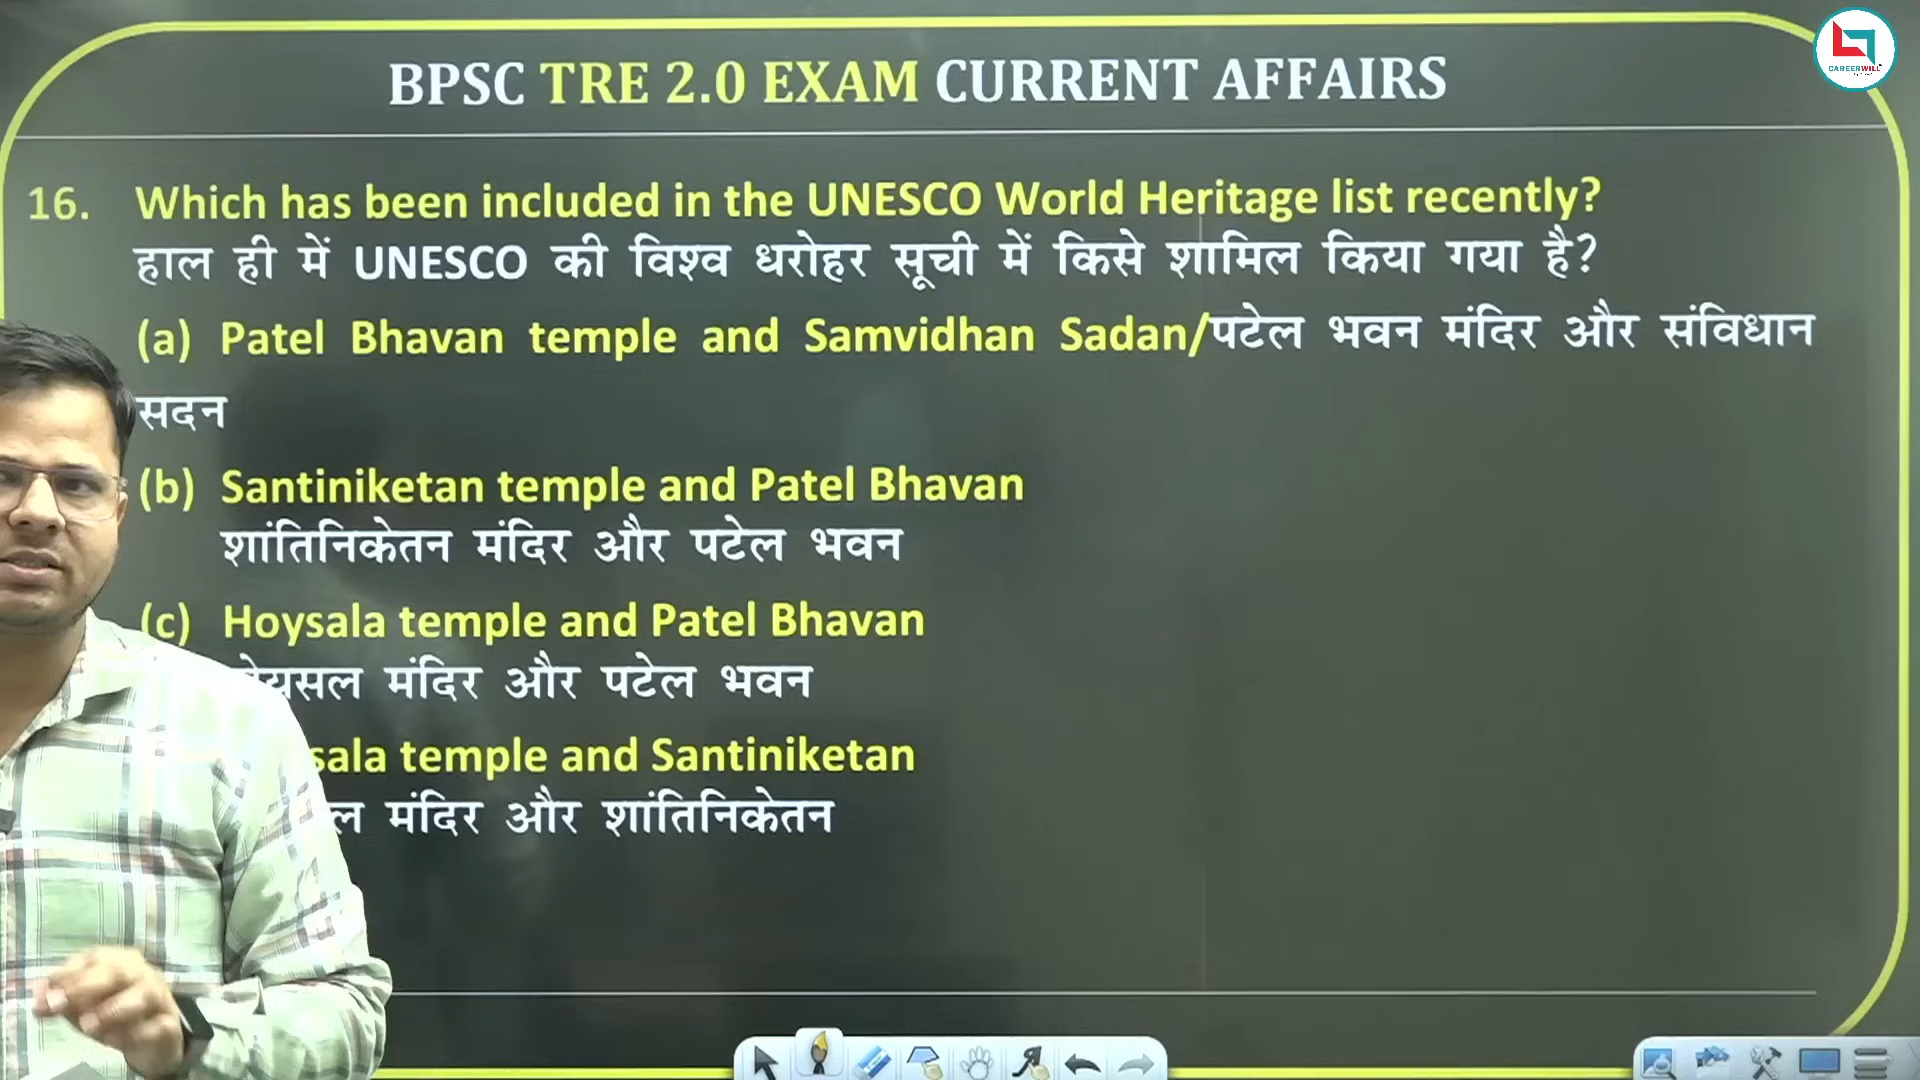 CAREERWILL
BPSC TRE 2.0 EXAM CURRENT AFFAIRS
16. Which has been included in the UNESCO World Heritage list recently?
हाल ही में UNESCO की विश्व धरोहर सूची में किसे शामिल किया गया है?
(a) Patel Bhavan temple and Samvidhan Sadan/पटेल भवन मंदिर और संविधान
सदन
(b) Santiniketan temple and Patel Bhavan
शांतिनिकेतन मंदिर और पटेल भवन
(c) Hoysala temple and Patel Bhavan
मंदिर और पटेल भवन
temple and Santiniketan
मंदिर और शांतिनिकेतन